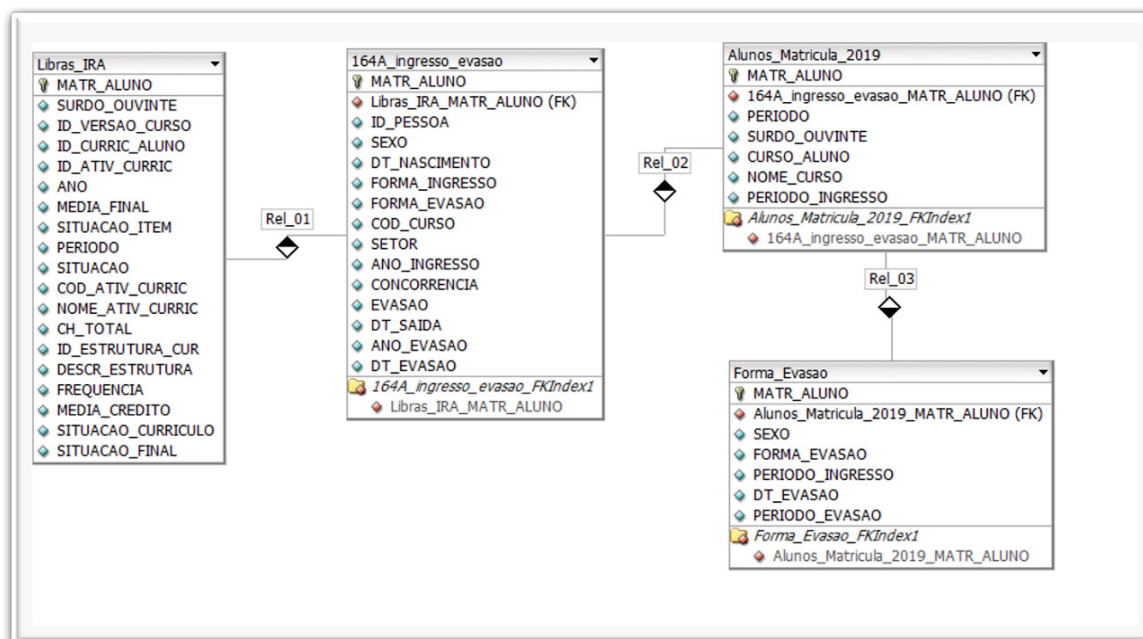 Libras_IRA
MATR_ALUNO
SURDO_OUVINTE
ID_VERSAO_CURSO
ID_CURRIC_ALUNO
ID_ATIV_CURRIC
ANO
MEDIA_FINAL
SITUACAO_ITEM
PERIODO
SITUACAO
COD_ATIV_CURRIC
NOME_ATIV_CURRIC
CH_TOTAL
ID_ESTRUTURA_CUR
DESCR_ESTRUTURA
FREQUENCIA
MEDIA_CREDITO
SITUACAO_CURRICULO
SITUACAO_FINAL
Rel_01
164A_ingresso_evasao
MATR_ALUNO
Libras_IRA_MATR_ALUNO (FK)
ID_PESSOA
SEXO
DT_NASCIMENTO
FORMA_INGRESSO
FORMA_EVASAO
COD_CURSO
SETOR
ANO_INGRESSO
CONCORRENCIA
EVASAO
DT_SAIDA
ANO_EVASAO
DT_EVASAO
164A_ingresso_evasao_FKIndex1
Libras_IRA_MATR_ALUNO
Rel_02
Alunos_Matricula_2019
MATR_ALUNO
164A_ingresso_evasao_MATR_ALUNO (FK)
PERIODO
SURDO_OUVINTE
CURSO_ALUNO
NOME_CURSO
PERIODO_INGRESSO
Alunos_Matricula_2019_FKIndex1
164A_ingresso_evasao_MATR_ALUNO
Rel_03
Forma_Evasao
MATR_ALUNO
Alunos_Matricula_2019_MATR_ALUNO (FK)
SEXO
FORMA_EVASAO
PERIODO_INGRESSO
DT_EVASAO
PERIODO_EVASAO
Forma_Evasao_FKIndex1
Alunos_Matricula_2019_MATR_ALUNO